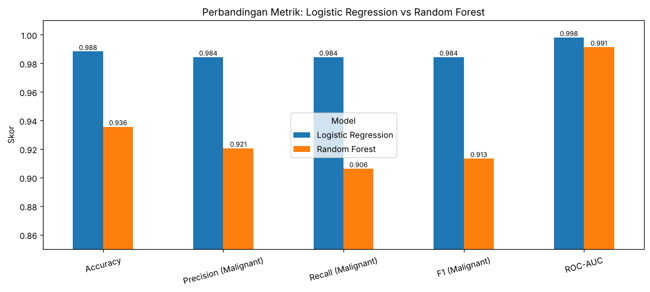 Perbandingan Metrik: Logistic Regression vs Random Forest
Skor
1.00
0.98
0.96
0.94
0.92
0.90
0.88
0.86
0.988
0.936
0.984
0.921
0.984
0.906
0.984
0.913
0.998
0.991
Model
Logistic Regression
Random Forest
Accuracy
Precision (Malignant)
Recall (Malignant)
F1 (Malignant)
ROC-AUC